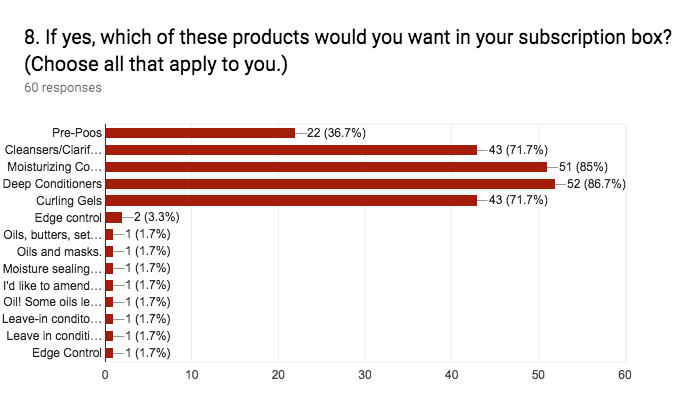 8. If yes, which of these products would you want in your subscription box?
(Choose all that apply to you.)
60 responses
Pre-Poos 22 (36.7%)
Cleansers/Clarif... 43 (71.7%)
Moisturizing Co... 51 (85%)
Deep Conditioners 52 (86.7%)
Curling Gels 43 (71.7%)
Edge control 2 (3.3%)
Oils, butters, set... 1 (1.7%)
Oils and masks. 1 (1.7%)
Moisture sealing... 1 (1.7%)
I'd like to amend... 1 (1.7%)
Oil! Some oils le... 1 (1.7%)
Leave-in condito... 1 (1.7%)
Leave in conditi... 1 (1.7%)
Edge Control 1 (1.7%)
0 10 20 30 40 50 60